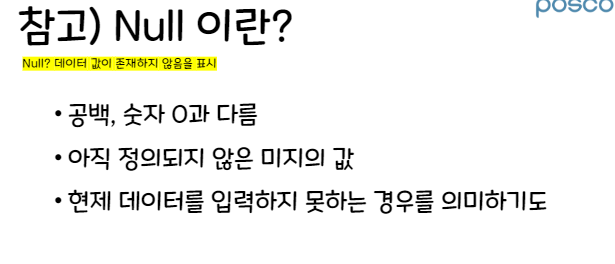 posco
참고) Null 이란?
Null? 데이터 값이 존재하지 않음을 표시
• 공백, 숫자 0과 다름
• 아직 정의되지 않은 미지의 값
• 현제 데이터를 입력하지 못하는 경우를 의미하기도